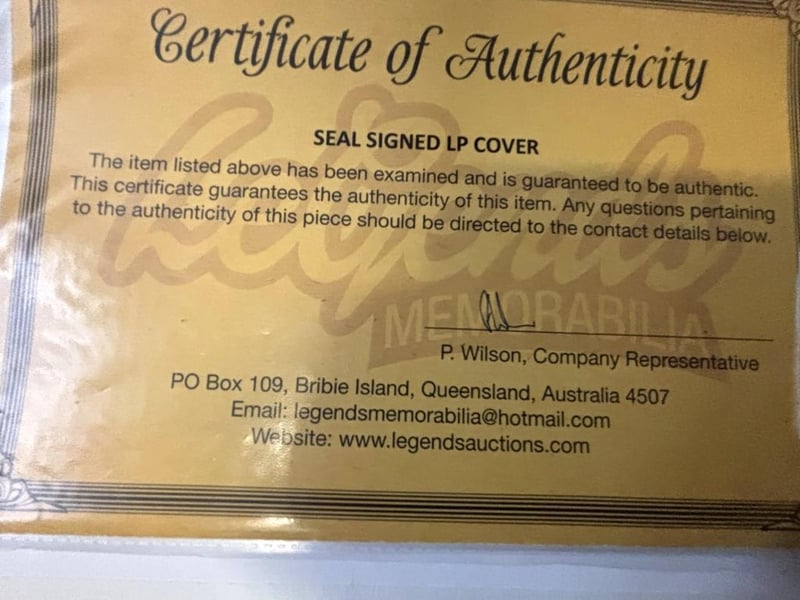 Certificate of Authenticity
SEAL SIGNED LP COVER
The item listed above has been examined and is guaranteed to be authentic.
This certificate guarantees the authenticity of this item. Any questions pertaining
to the authenticity of this piece should be directed to the contact details below.
Legends
MEMORABILIA
P. Wilson, Company Representative
PO Box 109, Bribie Island, Queensland, Australia 4507
Email: legendsmemorabilia@hotmail.com
Website: www.legendsauctions.com